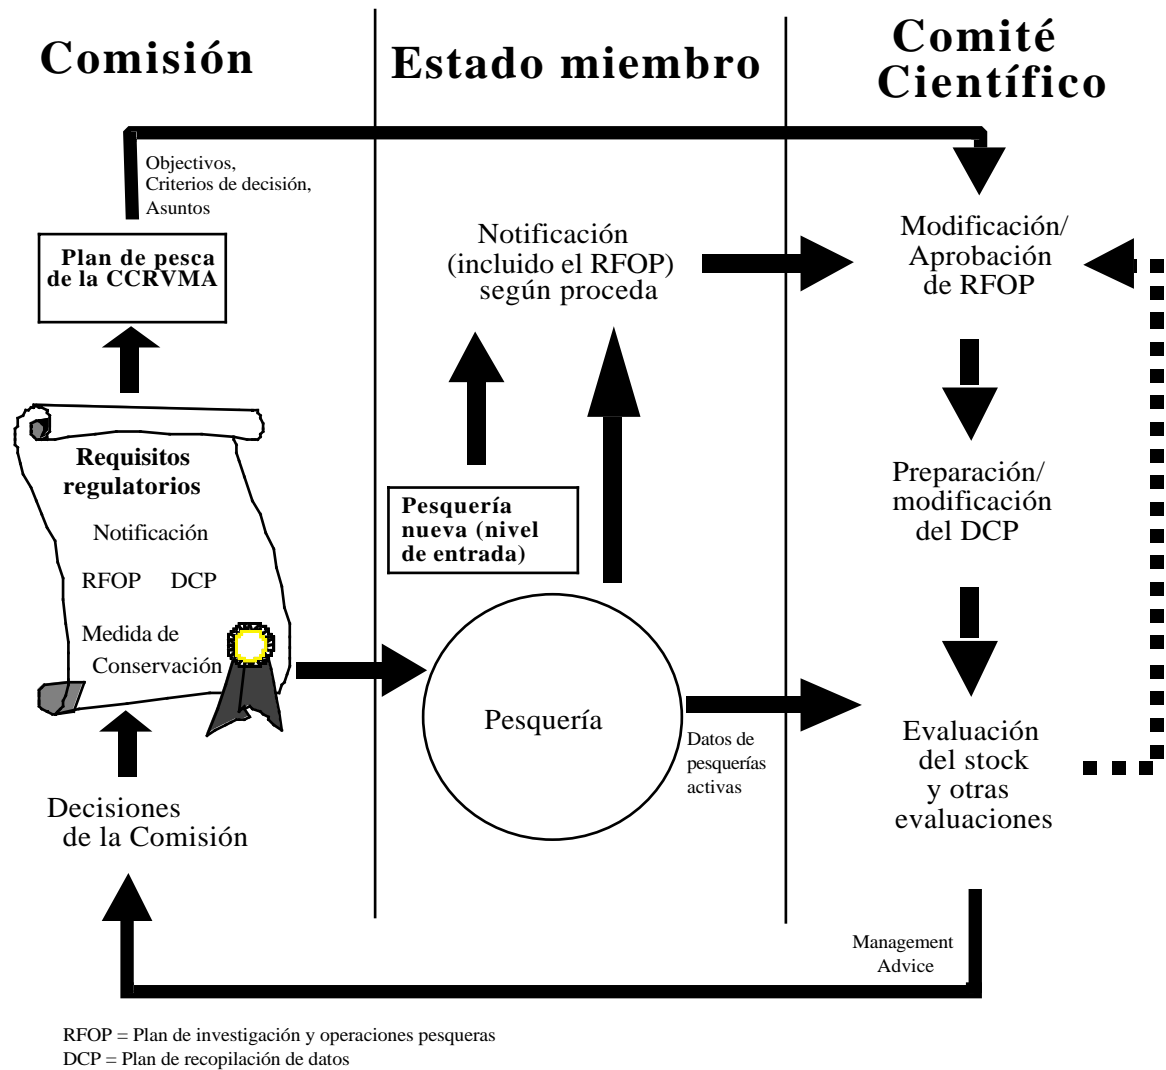 Comisión
Estado miembro
Comité
Científico
Objectivos,
Criterios de decisión,
Asuntos
Plan de pesca
de la CCRVMA
Requisitos
regulatorios
Notificación
RFOP DCP
Medida de
Conservación
Decisiones
de la Comisión
Notificación
(incluido el RFOP)
según proceda
Pesquería
nueva (nivel
de entrada)
Pesquería
Datos de
pesquerías
activas
Modificación/
Aprobación
de RFOP
Preparación/
modificación
del DCP
Evaluación
del stock
y otras
evaluaciones
Management
Advice
RFOP = Plan de investigación y operaciones pesqueras
DCP = Plan de recopilación de datos